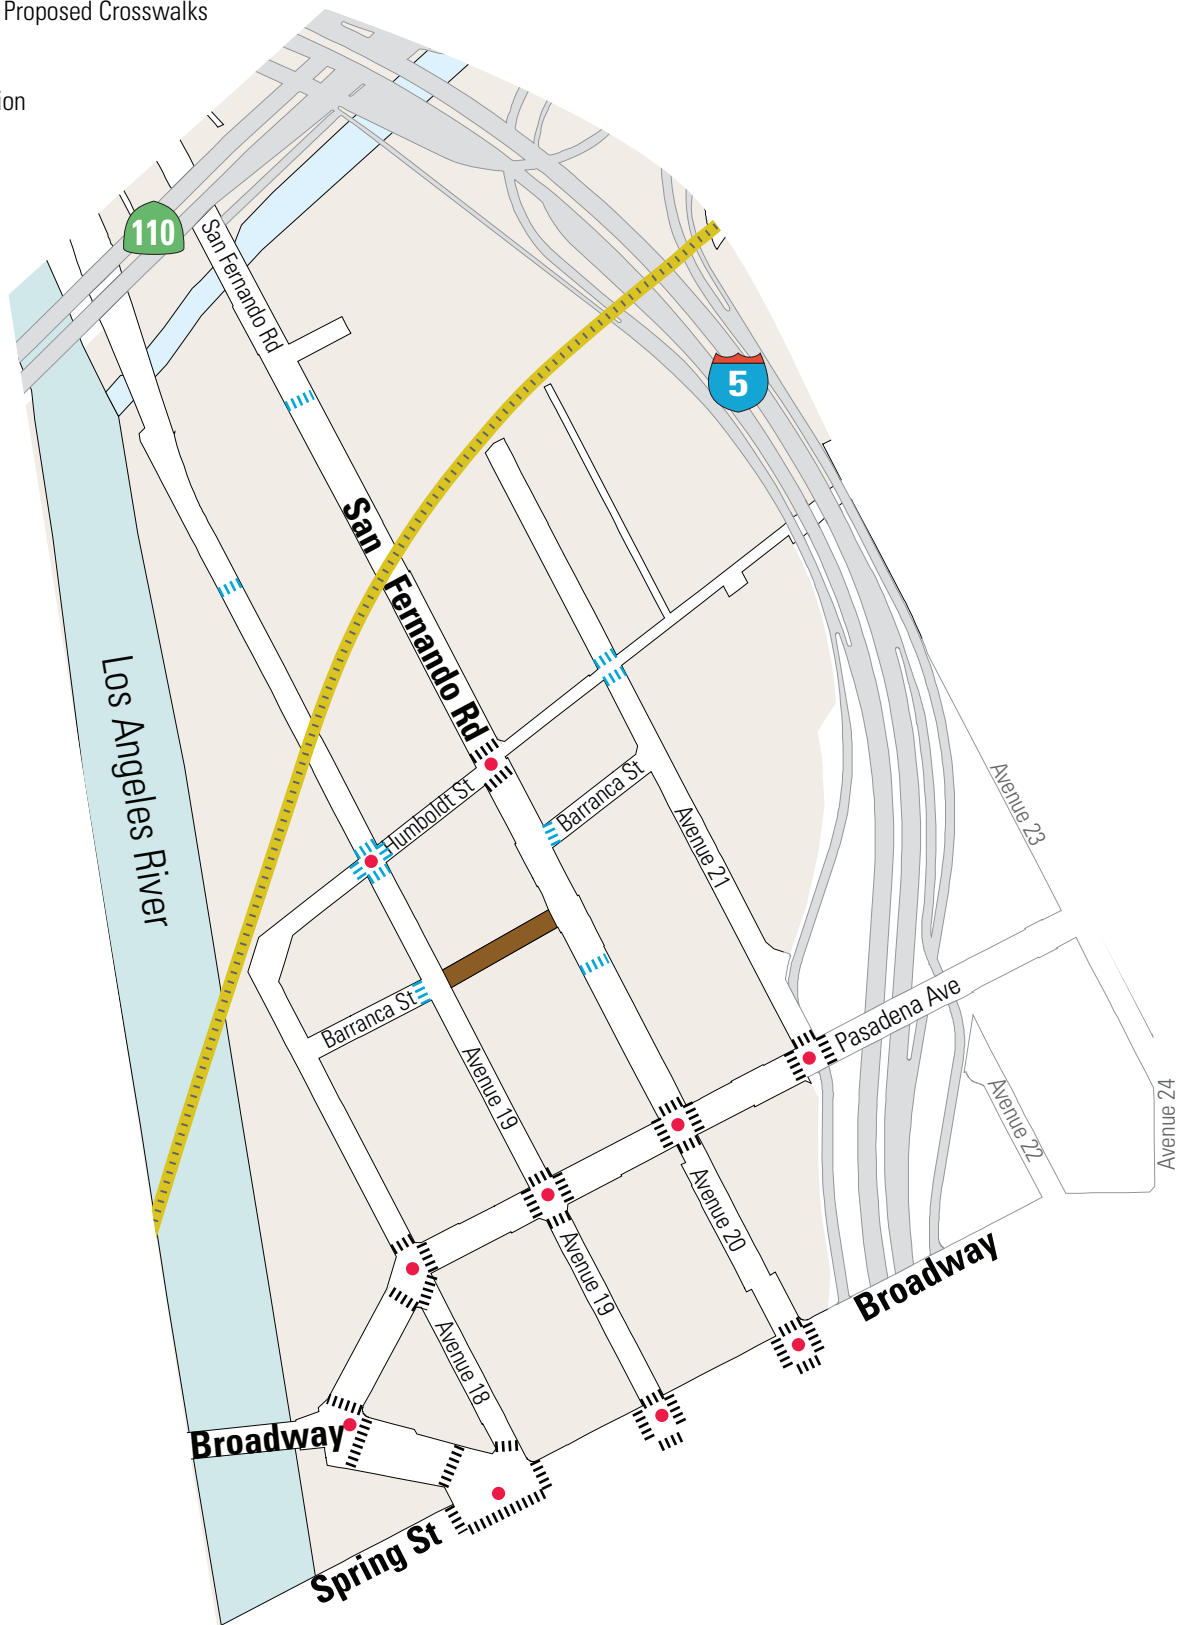 Proposed Crosswalks
ion
110
San Fernando Rd
5
San
Fernando Rd
Los Angeles River
Humboldt St
Barranca St
Avenue 23
Avenue 21
Barranca St
Pasadena Ave
Avenue 19
Avenue 22
Avenue 24
Avenue 20
Avenue 19
Broadway
Avenue 18
Broadway
Spring St